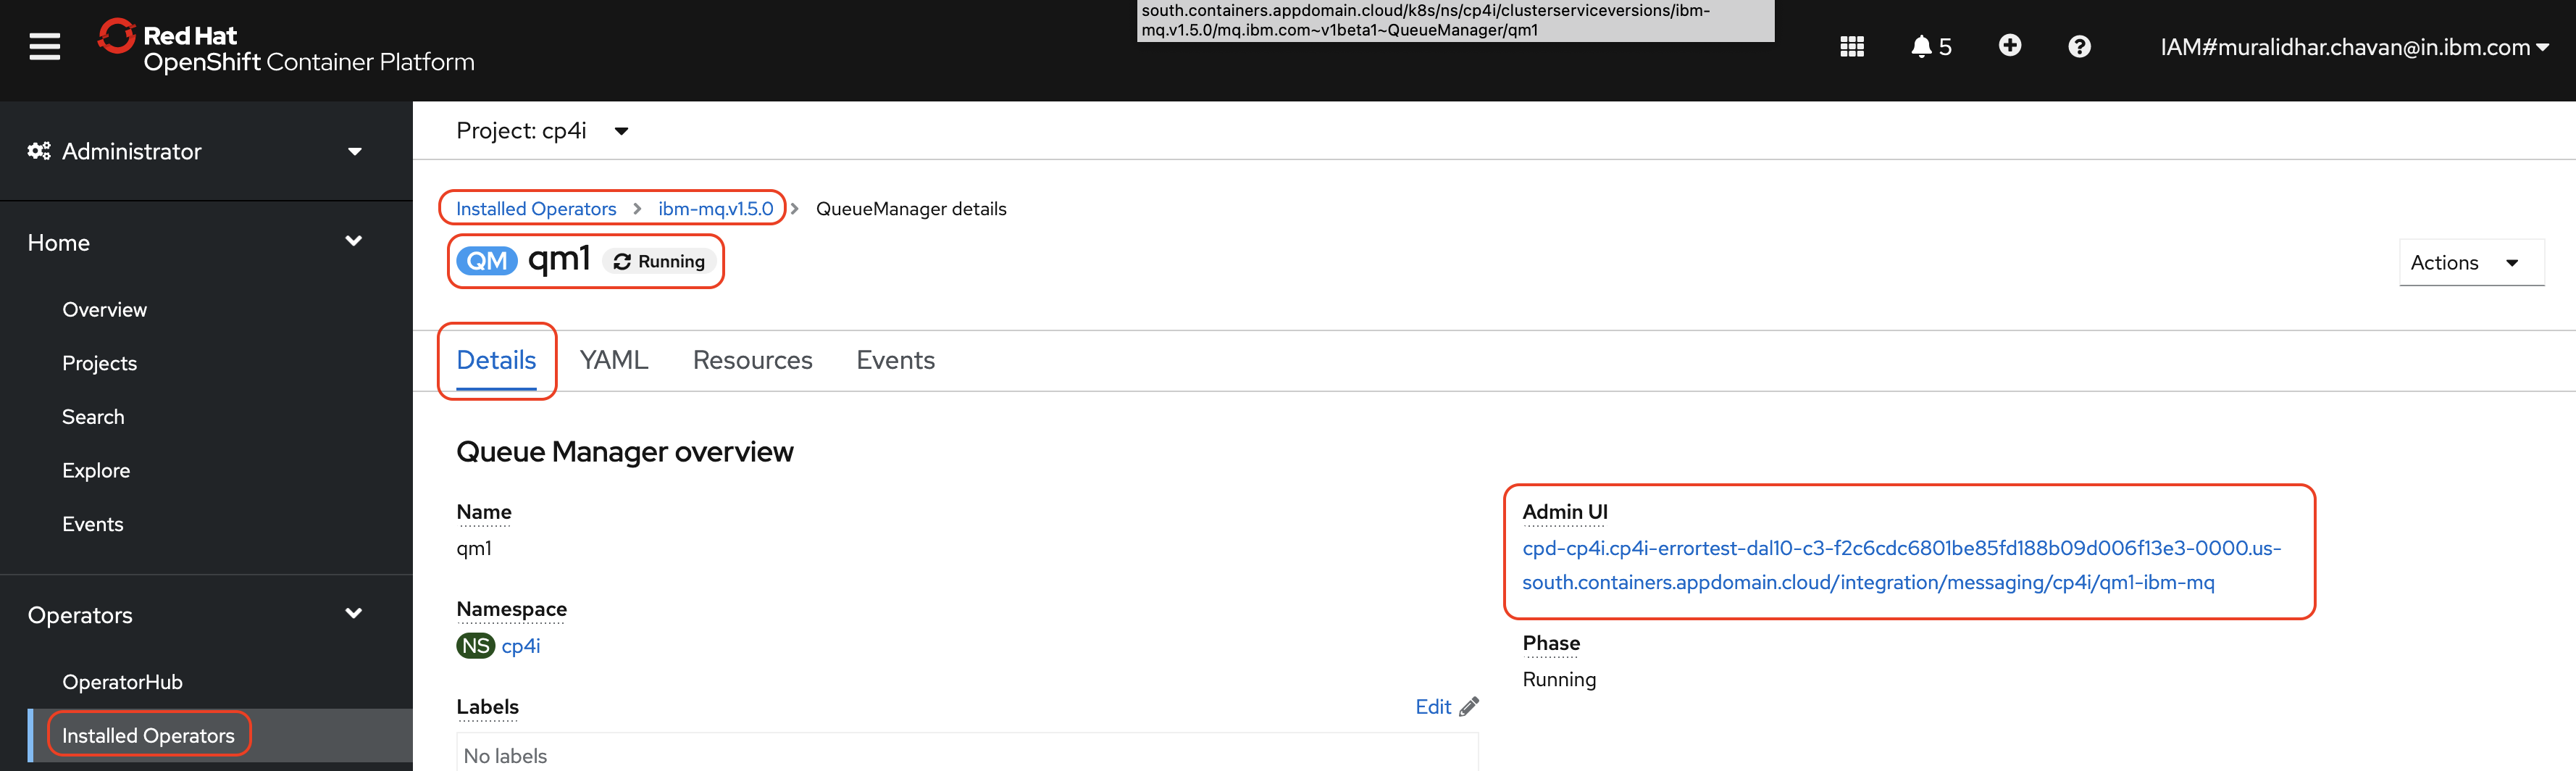 south.containers.appdomain.cloud/k8s/ns/cp4i/clusterserviceversions/ibm-
mq.v1.5.0/mq.ibm.com~v1beta1~QueueManager/qm1
Red Hat
OpenShift Container Platform
5
IAM#muralidhar.chavan@in.ibm.com
Administrator
Home
Overview
Projects
Search
Explore
Events
Operators
OperatorHub
Installed Operators
Project: cp4i
Installed Operators > ibm-mq.v1.5.0 > QueueManager details
QM qm1 Running
Actions
Details YAML Resources Events
Queue Manager overview
Name
qm1
Namespace
NS cp4i
Labels
Edit
No labels
Admin UI
cpd-cp4i.cp4i-errortest-dal10-c3-f2c6cdc6801be85fd188b09d006f13e3-0000.us-
south.containers.appdomain.cloud/integration/messaging/cp4i/qm1-ibm-mq
Phase
Running